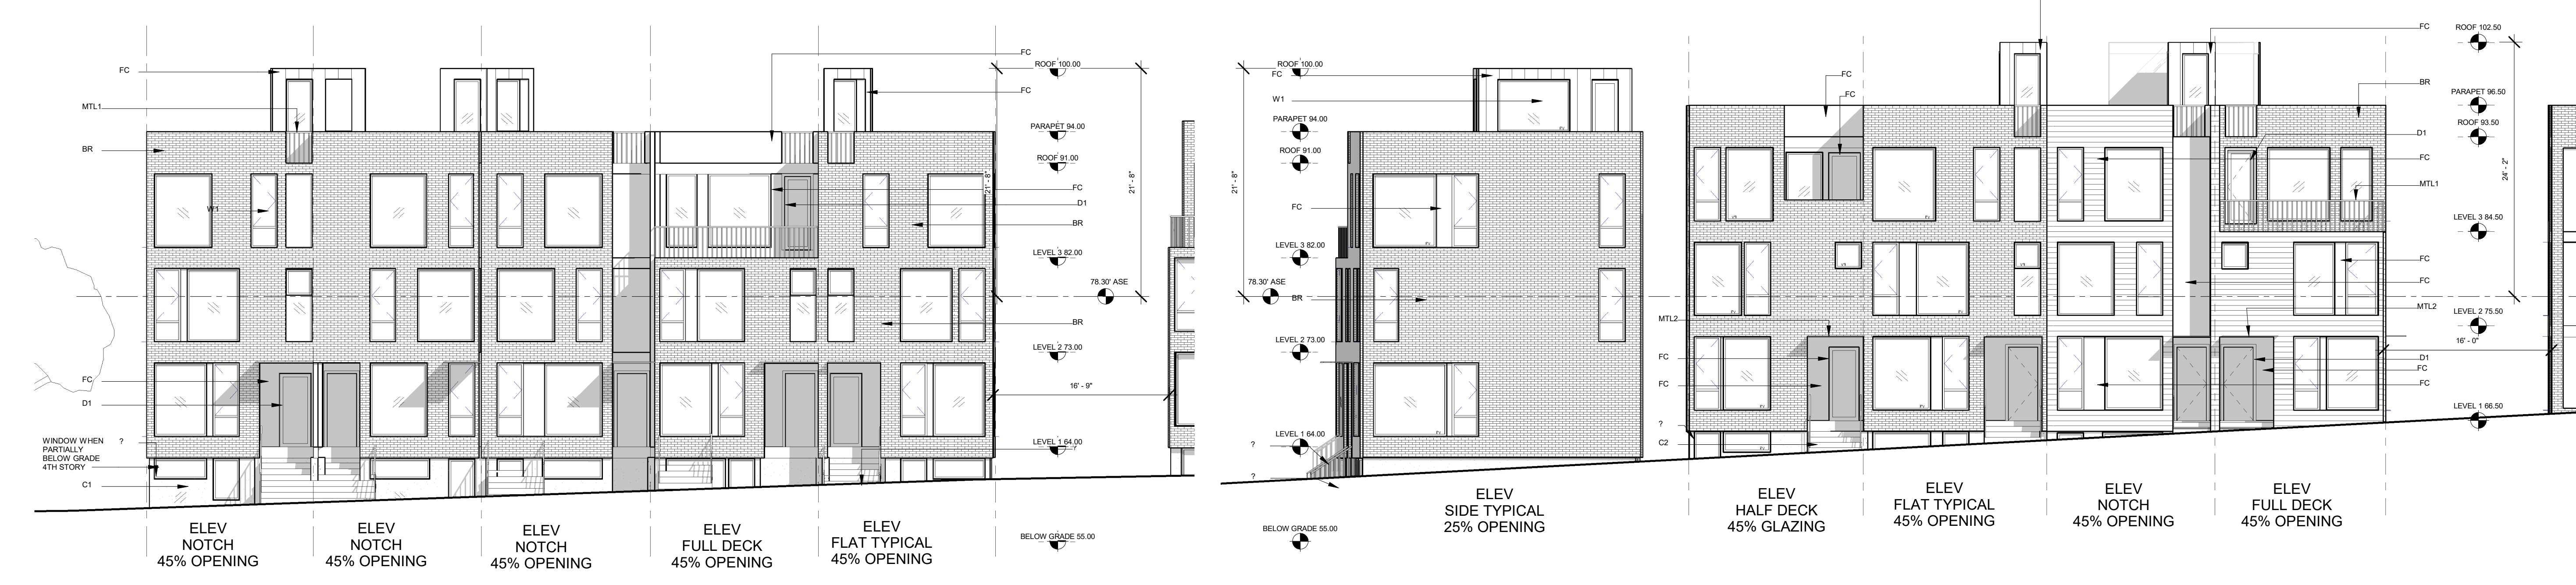 FC
MTL1
BR
W1
FC
D1
WINDOW WHEN ?
PARTIALLY
BELOW GRADE
4TH STORY
C1
FC
ROOF 100.00
FC
PARAPET 94.00
ROOF 91.00
21' - 8"
21' - 8"
FC
D1
BR
LEVEL 3 82.00
78.30' ASE
BR
LEVEL 2 73.00
16' - 9"
LEVEL 1 64.00
?
BELOW GRADE 55.00
ELEV
NOTCH
45% OPENING
ELEV
NOTCH
45% OPENING
ELEV
NOTCH
45% OPENING
ELEV
FULL DECK
45% OPENING
ELEV
FLAT TYPICAL
45% OPENING
ROOF 100.00
FC
W1
PARAPET 94.00
ROOF 91.00
21' - 8"
FC
LEVEL 3 82.00
78.30' ASE
BR
LEVEL 2 73.00
LEVEL 1 64.00
?
?
BELOW GRADE 55.00
ELEV
SIDE TYPICAL
25% OPENING
FC
FC
MTL2
FC
FC
?
C2
ELEV
HALF DECK
45% GLAZING
ELEV
FLAT TYPICAL
45% OPENING
ELEV
NOTCH
45% OPENING
ELEV
FULL DECK
45% OPENING
FC
ROOF 102.50
BR
PARAPET 96.50
ROOF 93.50
D1
FC
24' - 2"
MTL1
LEVEL 3 84.50
FC
FC
MTL2
LEVEL 2 75.50
16' - 0"
D1
FC
FC
LEVEL 1 66.50